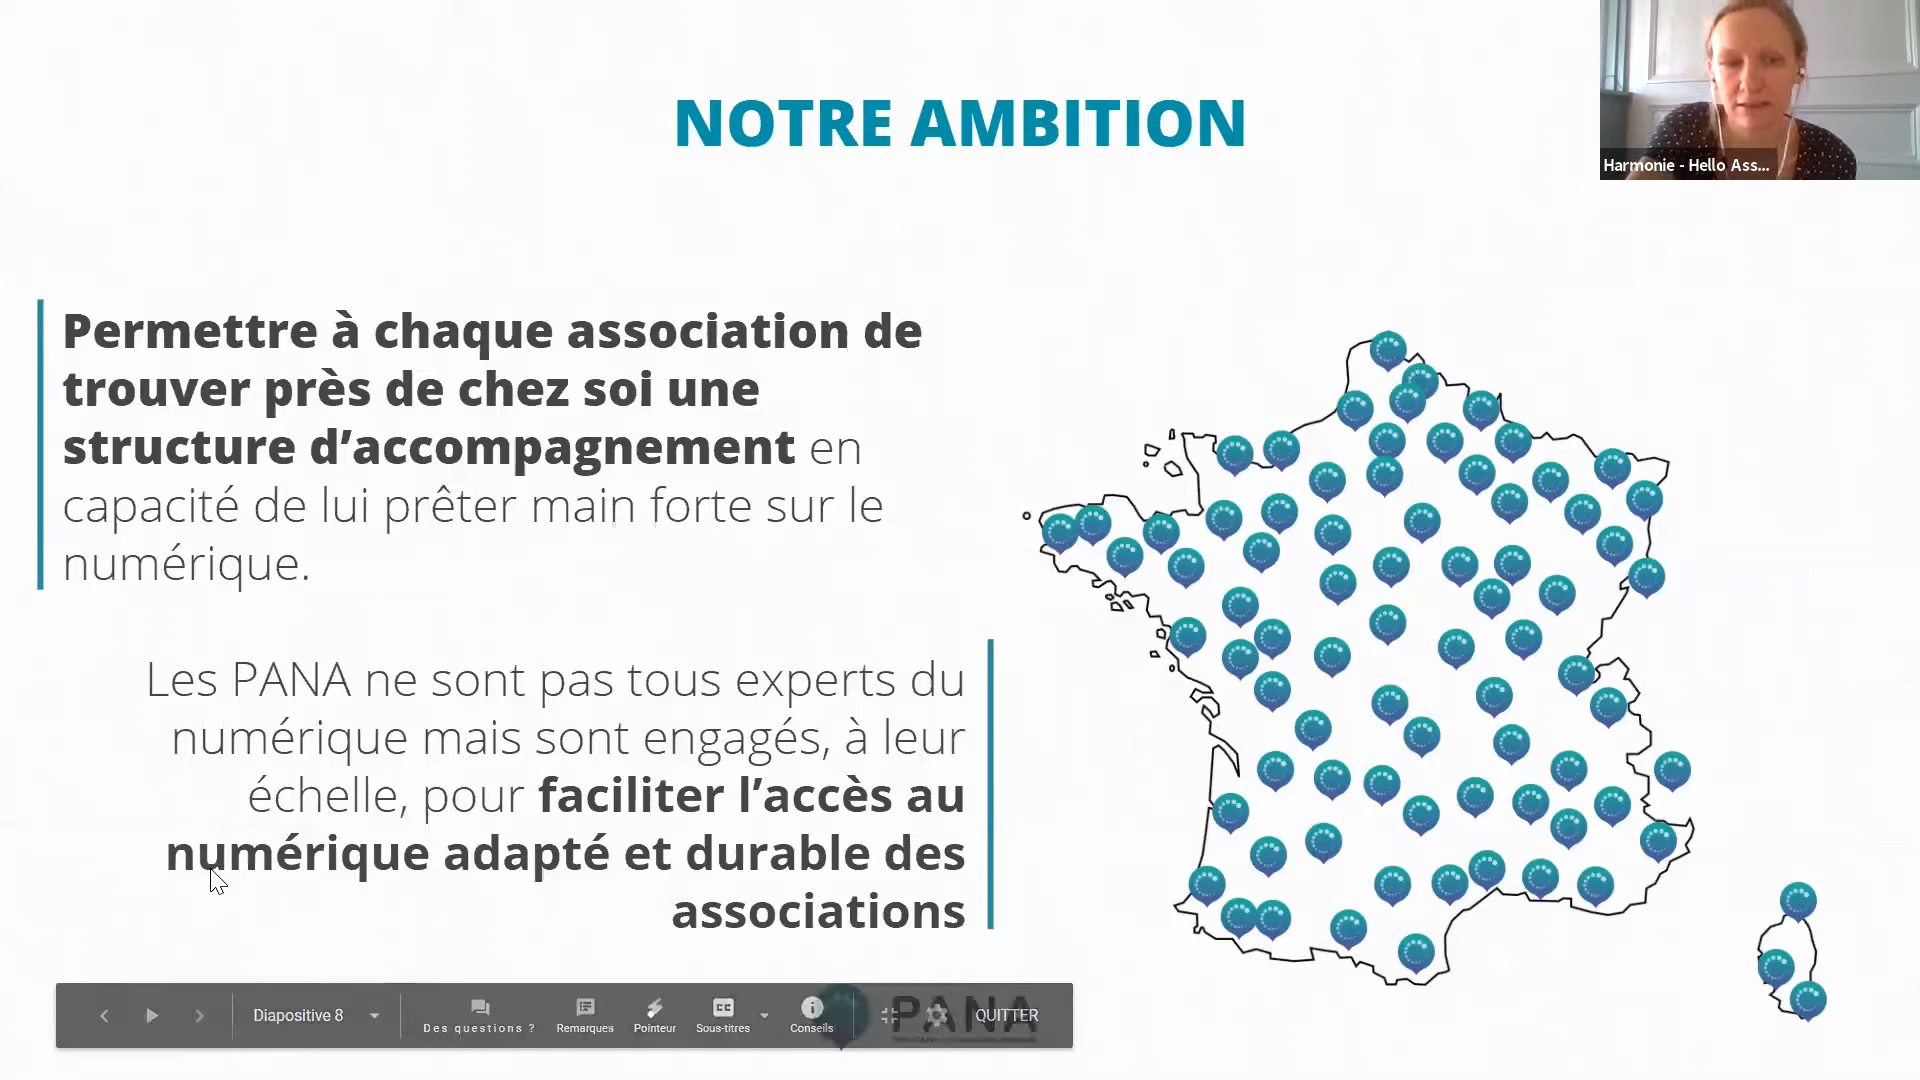 NOTRE AMBITION
Harmonie - Hello Ass...
Permettre à chaque association de
trouver près de chez soi une
structure d’accompagnement en
capacité de lui prêter main forte sur le
numérique.
Les PANA ne sont pas tous experts du
numérique mais sont engagés, à leur
échelle, pour faciliter l’accès au
numérique adapté et durable des
associations
Diapositive 8
Des questions ?
Remarques
Pointeur
Sous-titres
Conseils
PANA
QUITTER